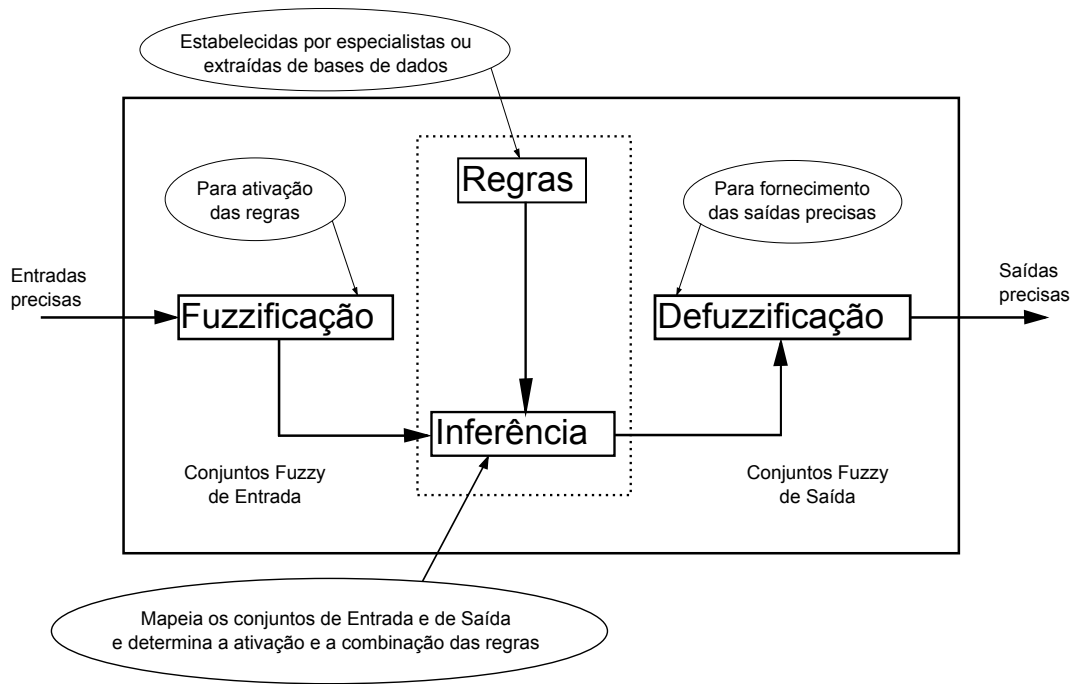 Estabelecidas por especialistas ou
extraídas de bases de dados
Regras
Para ativação
das regras
Para fornecimento
das saídas precisas
Entradas
precisas
Saídas
precisas
Fuzzificação
Defuzzificação
Inferência
Conjuntos Fuzzy
de Entrada
Conjuntos Fuzzy
de Saída
Mapeia os conjuntos de Entrada e de Saída
e determina a ativação e a combinação das regras